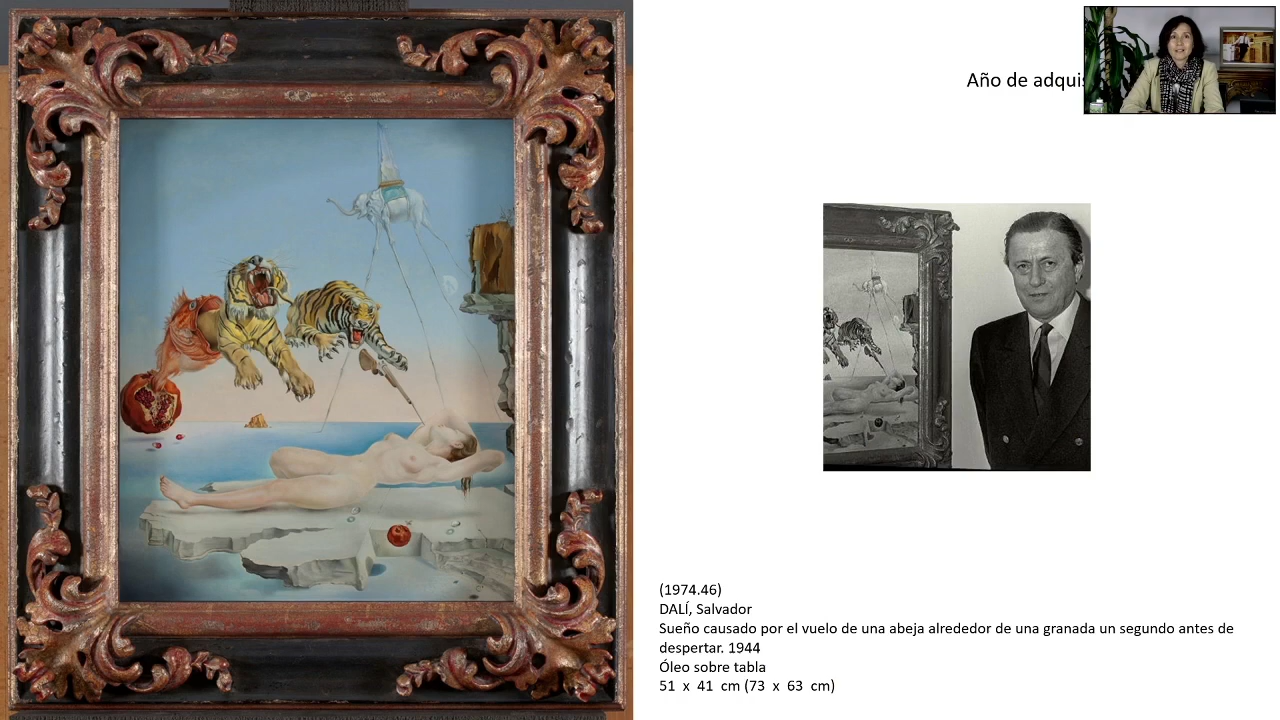 Año de
(1974.46)
DALÍ, Salvador
Sueño causado por el vuelo de una abeja alrededor de una granada un segundo antes de
despertar. 1944
Óleo sobre tabla
51 x 41 cm (73 x 63 cm)